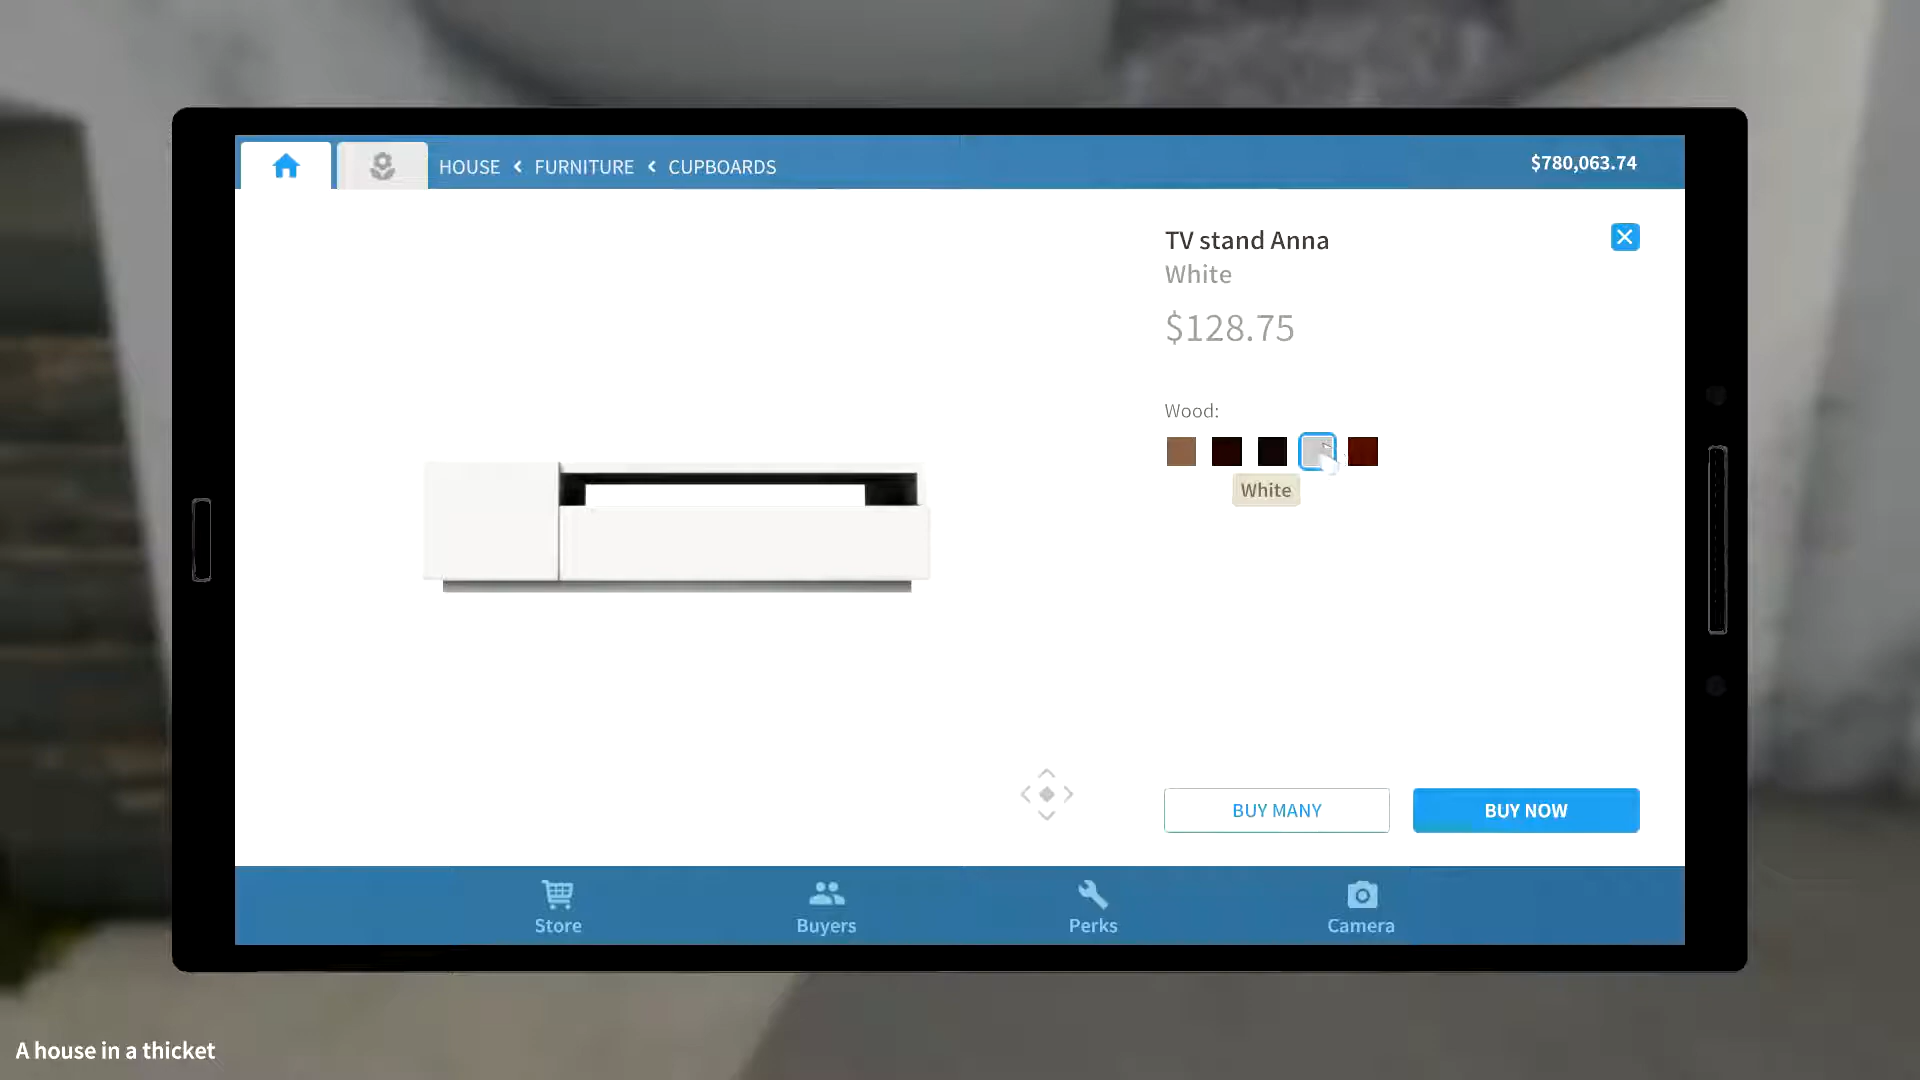 HOUSE < FURNITURE < CUPBOARDS
$780,063.74
TV stand Anna
White
$128.75
Wood:
White
BUY MANY
BUY NOW
Store
Buyers
Perks
Camera
A house in a thicket